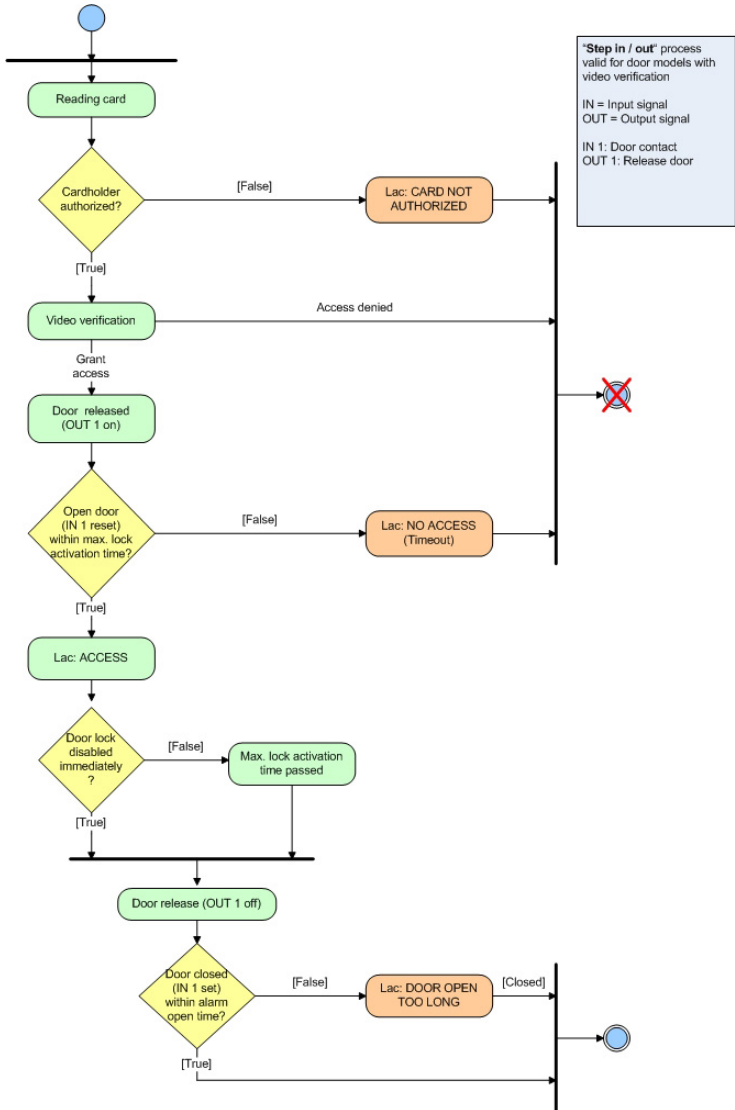 "Step in / out" process
valid for door models with
video verification
IN = Input signal
OUT = Output signal
IN 1: Door contact
OUT 1: Release door
Reading card
Cardholder
authorized?
[False]
Lac: CARD NOT
AUTHORIZED
[True]
Video verification
Access denied
Grant
access
Door released
(OUT 1 on)
Open door
(IN 1 reset)
within max. lock
activation time?
[False]
Lac: NO ACCESS
(Timeout)
[True]
Lac: ACCESS
Door lock
disabled
immediately
?
[False]
Max. lock activation
time passed
[True]
Door release (OUT 1 off)
Door closed
(IN 1 set)
within alarm
open time?
[False]
Lac: DOOR OPEN
TOO LONG
[Closed]
[True]